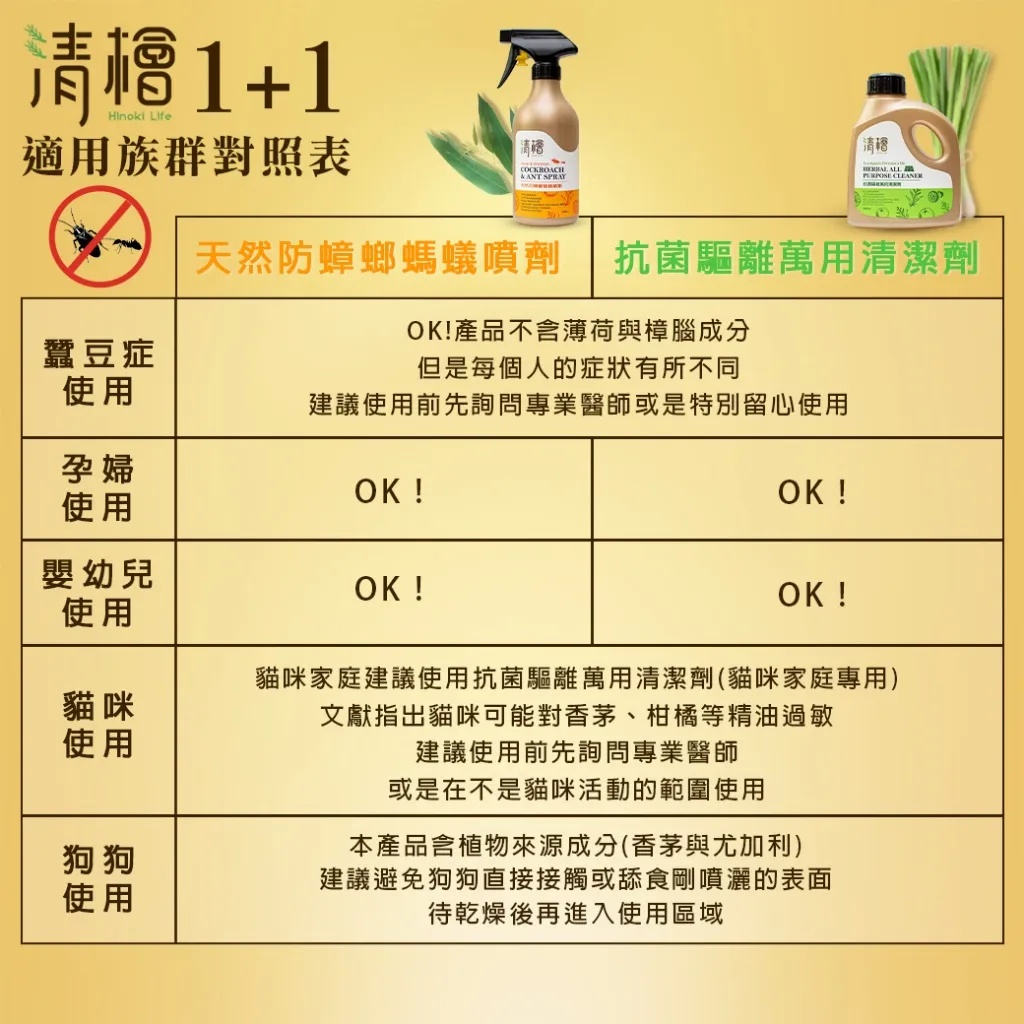 清檜
Hinoki Life
1+1
適用族群對照表
COCKROACH
& ANT SPRAY
清檜
HERBAL ALL
PURPOSE CLEANER
清檜
天然防蟑螂螞蟻噴劑
抗菌驅離萬用清潔劑
蠶豆症
使用
OK!產品不含薄荷與樟腦成分
但是每個人的症狀有所不同
建議使用前先詢問專業醫師或是特別留心使用
孕婦
使用
OK!
OK!
嬰幼兒
使用
OK!
OK!
貓咪
使用
貓咪家庭建議使用抗菌驅離萬用清潔劑(貓咪家庭專用)
文獻指出貓咪可能對香茅、柑橘等精油過敏
建議使用前先詢問專業醫師
或是在不是貓咪活動的範圍使用
狗狗
使用
本產品含植物來源成分(香茅與尤加利)
建議避免狗狗直接接觸或舔食剛噴灑的表面
待乾燥後再進入使用區域